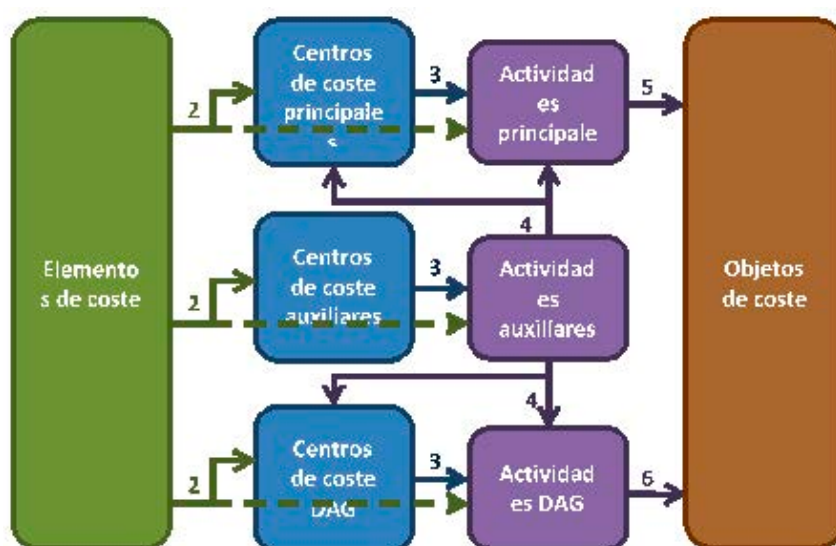 Elemento
s de coste
2
Centros
de coste
principale
s
3
Actividad
es
principale
5
4
2
Centros
de coste
auxiliares
3
Actividad
es
auxiliares
4
2
Centros
de coste
DAG
3
Actividad
es DAG
6
Objetos
de coste